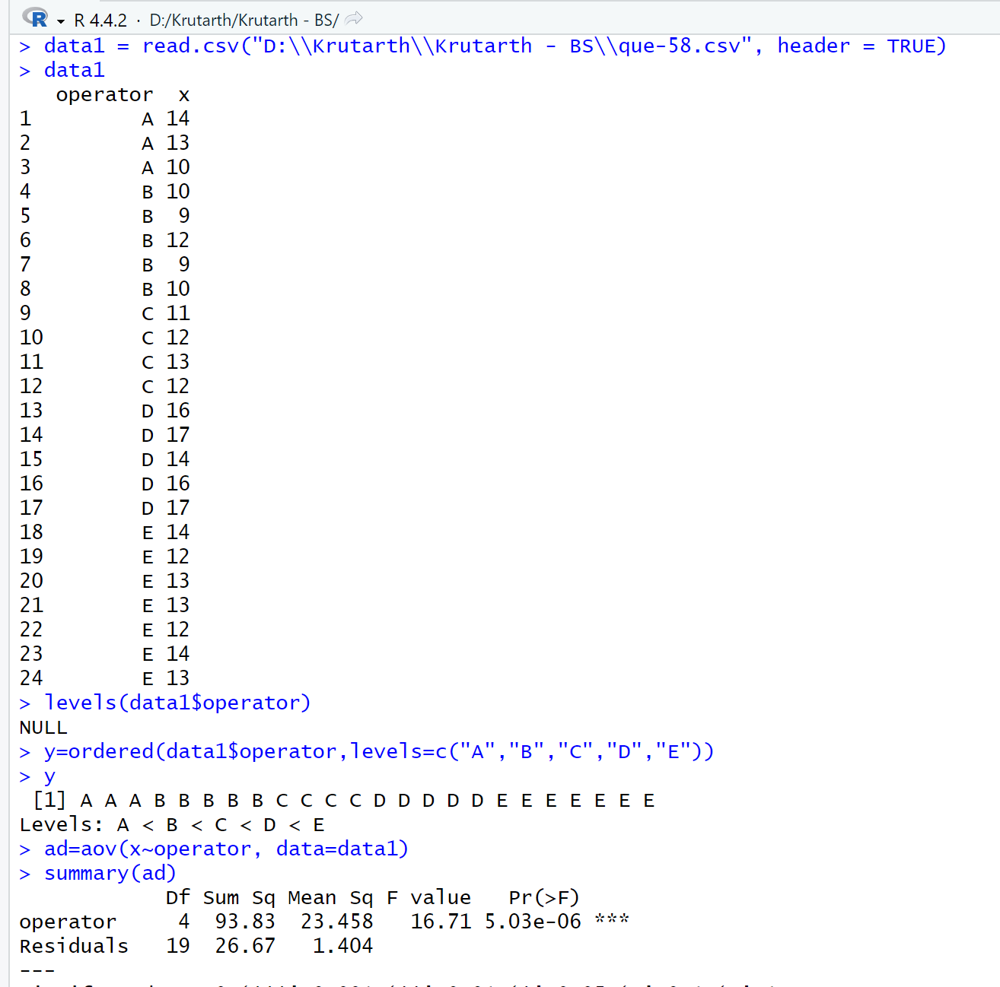 R 4.4.2 · D:/Krutarth/Krutarth - BS/
> data1 = read.csv("D:\\Krutarth\\Krutarth - BS\\que-58.csv", header = TRUE)
> data1
operator x
1 A 14
2 A 13
3 A 10
4 B 10
5 B 9
6 B 12
7 B 9
8 B 10
9 C 11
10 C 12
11 C 13
12 C 12
13 D 16
14 D 17
15 D 14
16 D 16
17 D 17
18 E 14
19 E 12
20 E 13
21 E 13
22 E 12
23 E 14
24 E 13
> levels(data1$operator)
NULL
> y=ordered(data1$operator,levels=c("A","B","C","D","E"))
> y
[1] A A A B B B B B C C C C D D D D D E E E E E E E
Levels: A < B < C < D < E
> ad=aov(x~operator, data=data1)
> summary(ad)
Df Sum Sq Mean Sq F value Pr(>F)
operator 4 93.83 23.458 16.71 5.03e-06 ***
Residuals 19 26.67 1.404
---